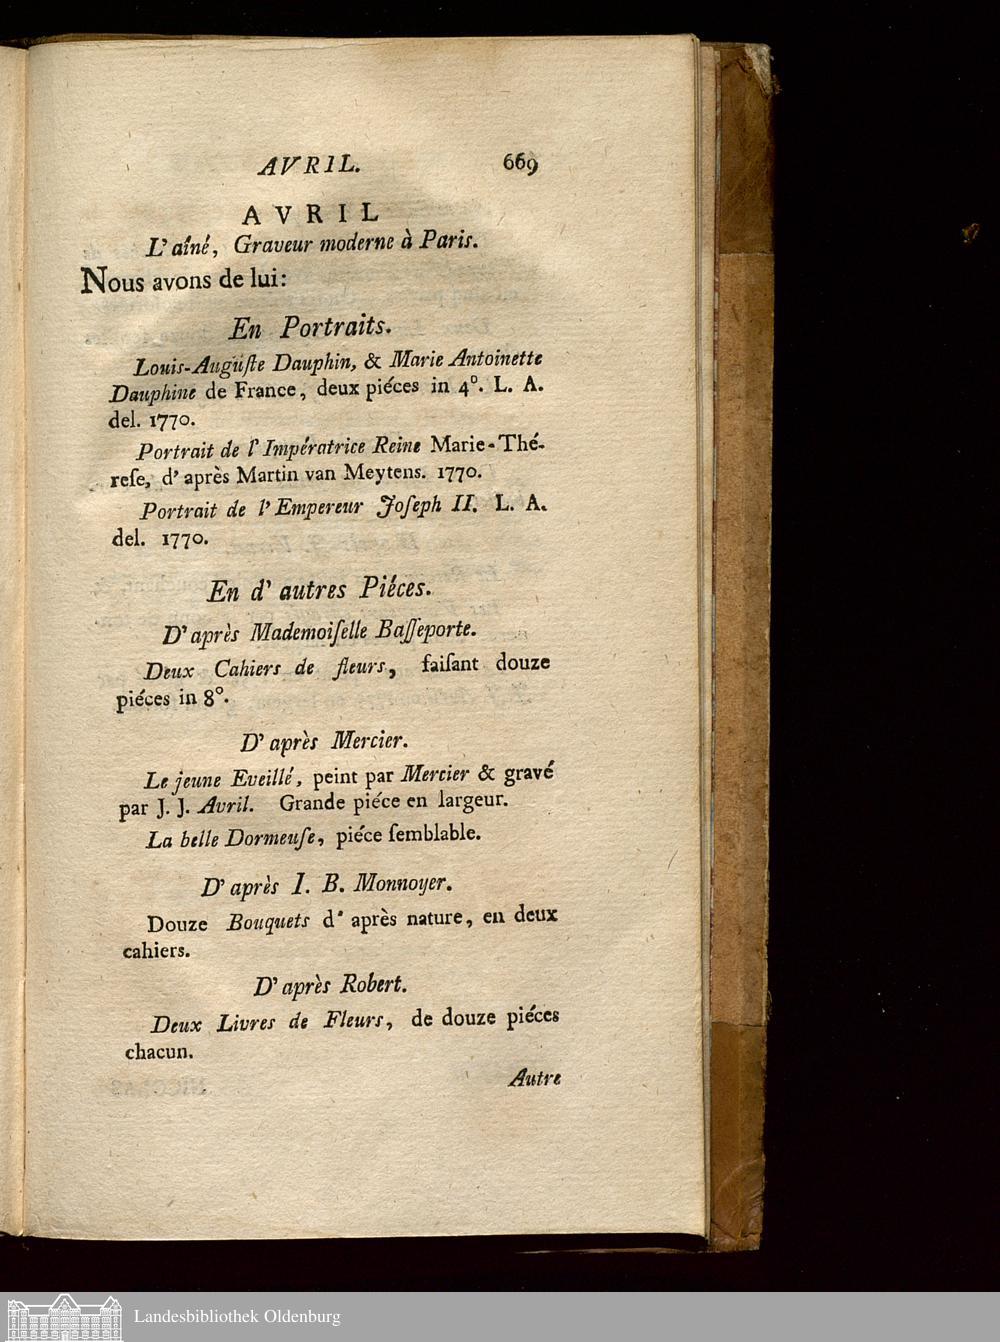 AVRIL. 669
AVRIL
L' aîné, Graveur moderne à Paris.
Nous avons de lui:
En Portraits.
Louis-Auguſte Dauphin, & Marie Antoinette
Dauphine de France, deux piéces in 4°. L. A.
del. 1770.
Portrait de l' Impératrice Reine Marie-Thé-
reſe, d' après Martin van Meytens. 1770.
Portrait de l' Empereur Joſeph II. L. A.
del. 1770.
En d' autres Piéces.
D' après Mademoiſelle Baſſeporte.
Deux Cahiers de fleurs, faiſant douze
piéces in 8°.
D' après Mercier.
Le jeune Eveillé, peint par Mercier & gravé
par J. J. Avril. Grande piéce en largeur.
La belle Dormeuſe, piéce ſemblable.
D' après I. B. Monnoyer.
Douze Bouquets d' après nature, en deux
cahiers.
D' après Robert.
Deux Livres de Fleurs, de douze piéces
chacun.
Autre
Landesbibliothek Oldenburg